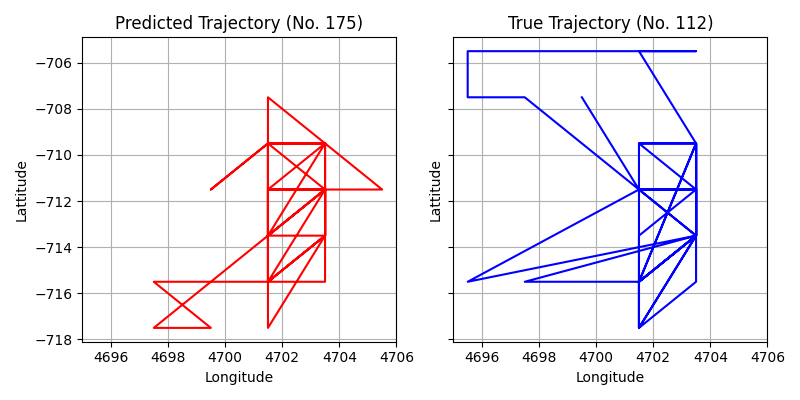 Predicted Trajectory (No. 175)
True Trajectory (No. 112)
−706
−708
−710
−712
−714
−716
−718
Lattitude
Lattitude
4696 4698 4700 4702 4704 4706
4696 4698 4700 4702 4704 4706
Longitude
Longitude